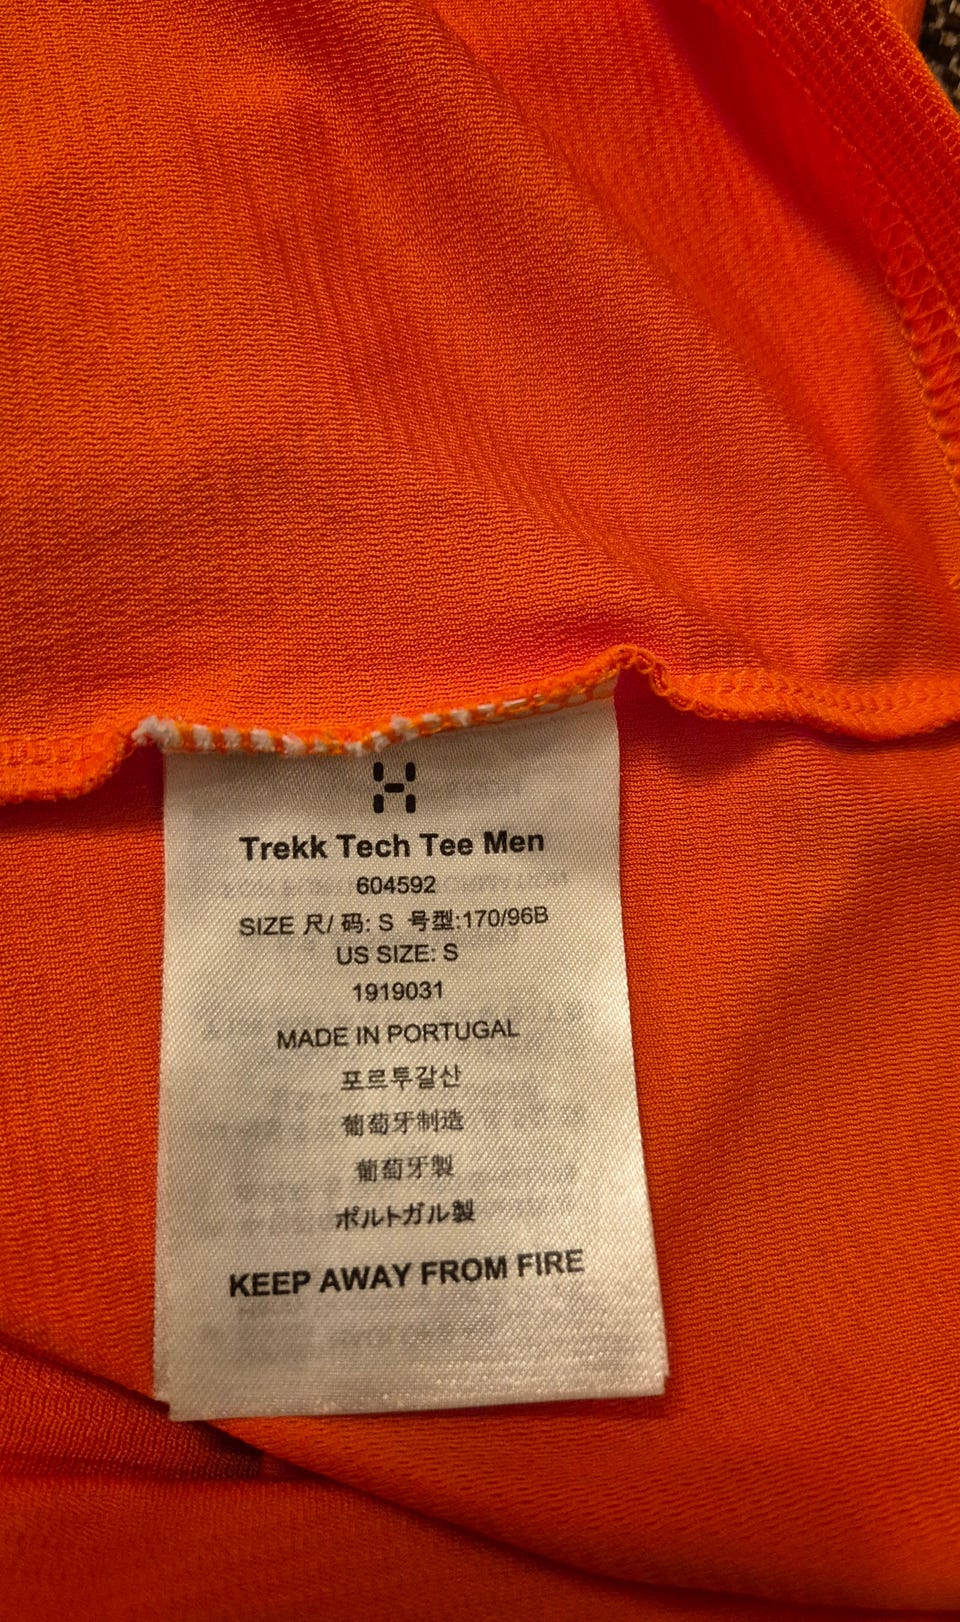 Trekk Tech Tee Men
604592
SIZE 尺/ 码: S 号型:170/96B
US SIZE: S
1919031
MADE IN PORTUGAL
포르투갈산
葡萄牙制造
葡萄牙製
ポルトガル製
KEEP AWAY FROM FIRE